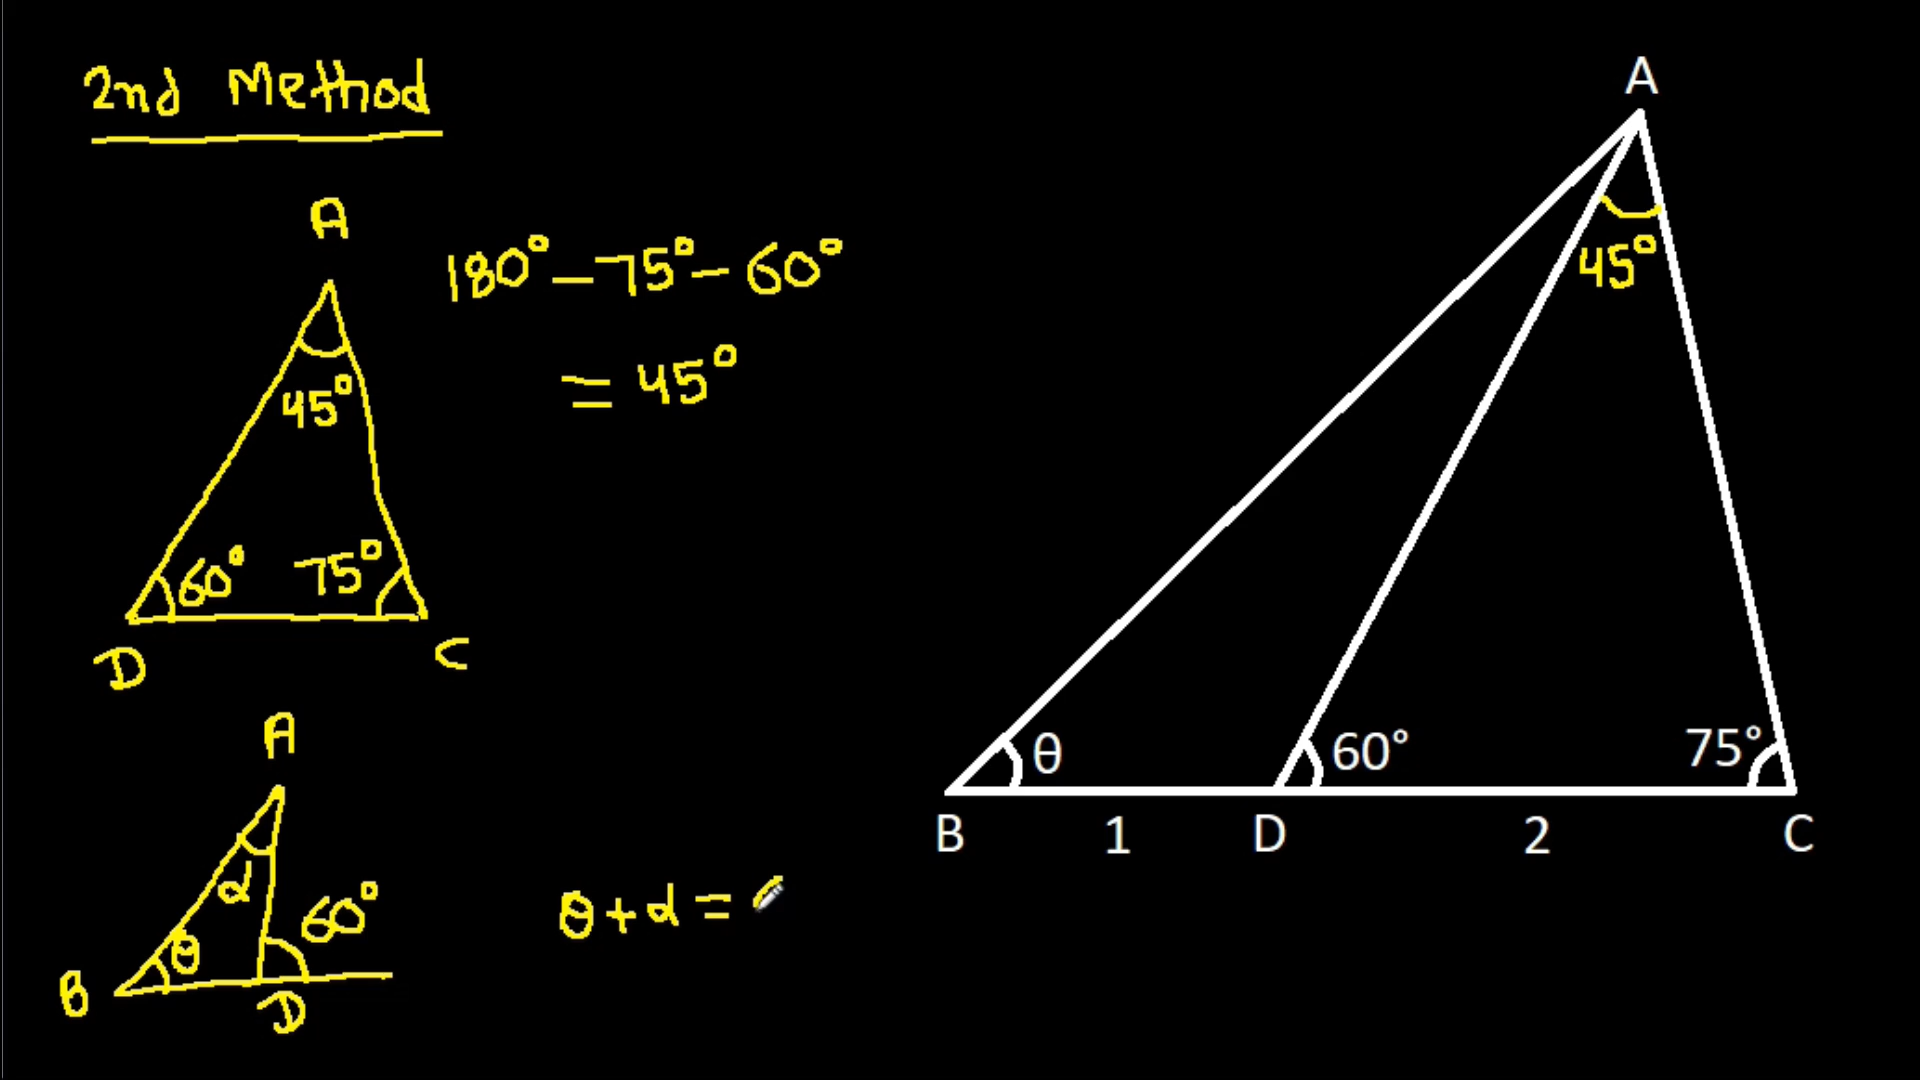 2nd Method
A
180° - 75° - 60°
= 45°
45°
60° 75°
D C
A
α 60°
θ
B D
θ + α =
A
45°
θ 60° 75°
B 1 D 2 C